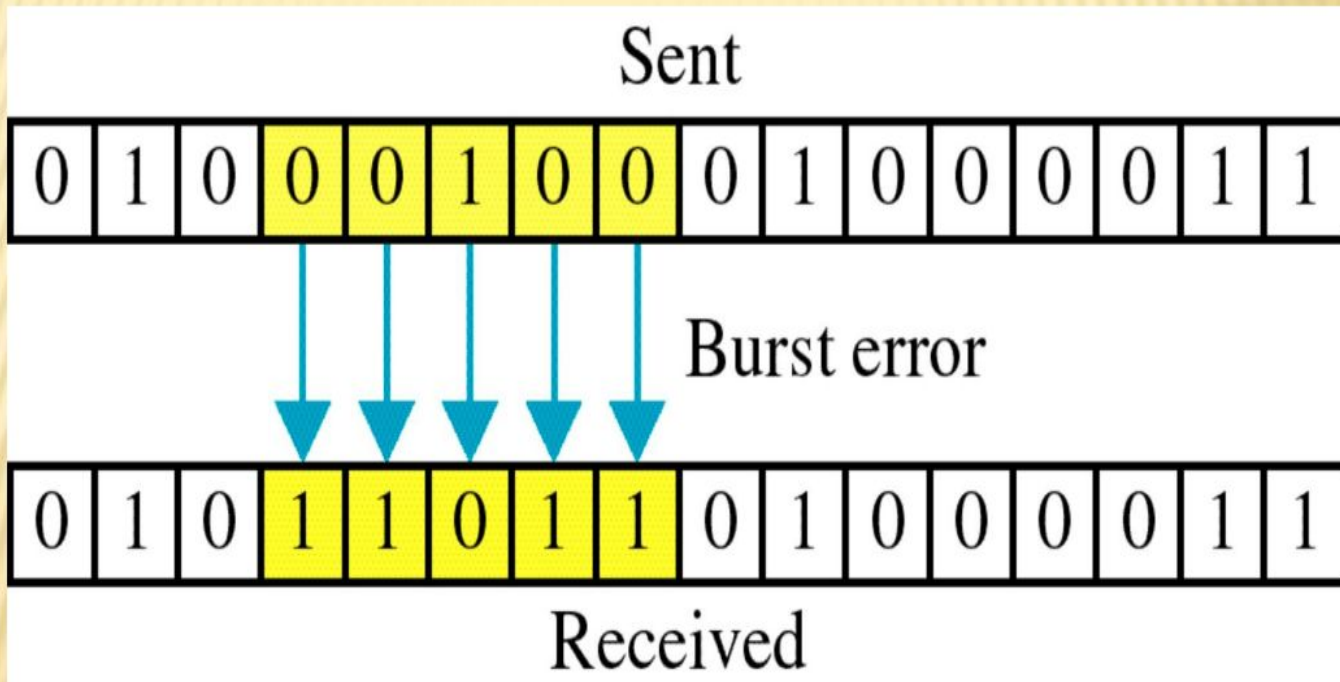 Sent
0 1 0 0 0 1 0 0 0 1 0 0 0 0 1 1
Burst error
0 1 0 1 1 0 1 1 0 1 0 0 0 0 1 1
Received